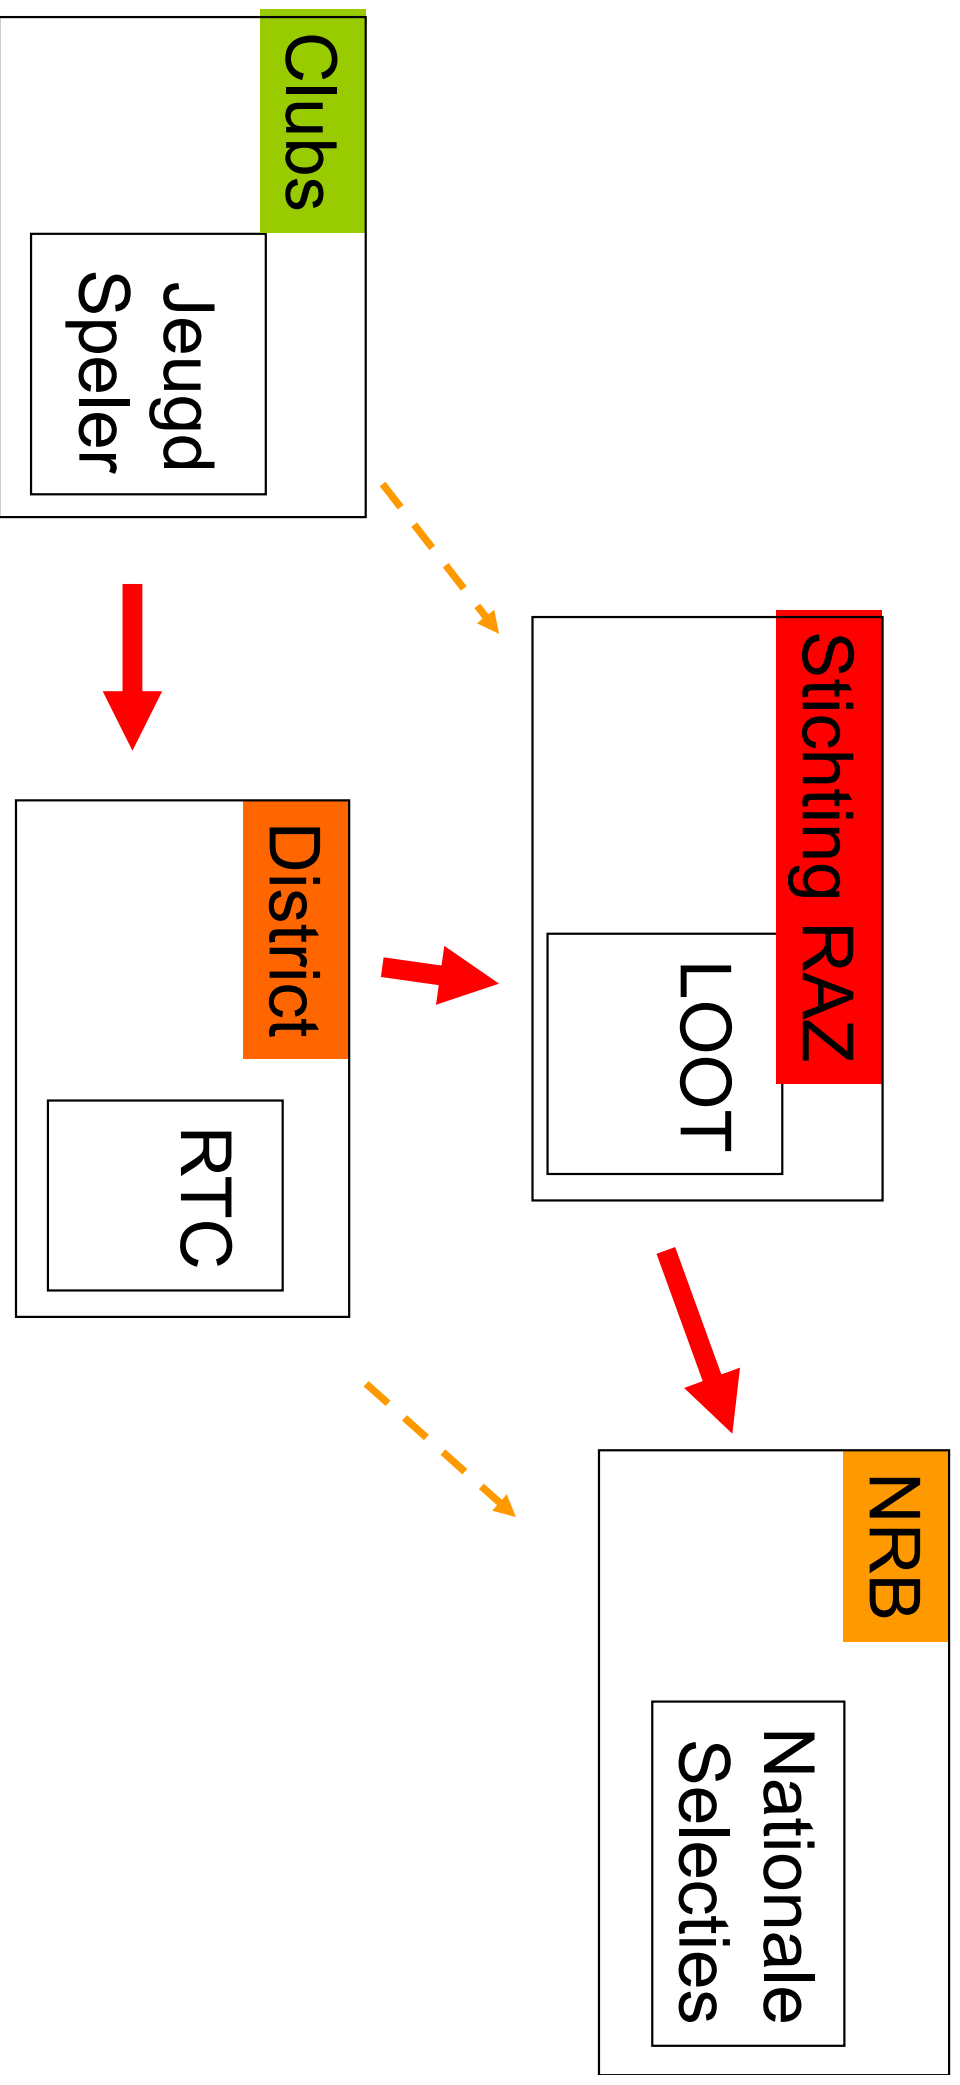 Clubs
Jeugd
Speler
Stichting RAZ
LOOT
District
RTC
NRB
Nationale
Selecties